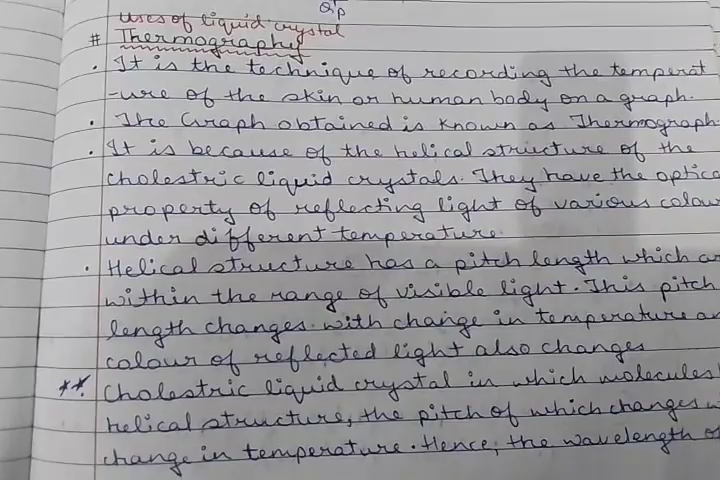 Qp
Uses of liquid crystal
# Thermography
. It is the technique of recording the temperat
-ure of the skin or human body on a graph.
. The Graph obtained is known as Thermograph
. It is because of the helical structure of the
Cholestric liquid crystals. They have the optica
property of reflecting light of various colou
under different temperature.
. Helical structure has a pitch length which a
within the range of visible light. This pitch
length changes with change in temperature a
colour of reflected light also changes
** Cholestric liquid crystal in which molecules
helical structure, the pitch of which changes w
change in temperature. Hence, the wavelength o